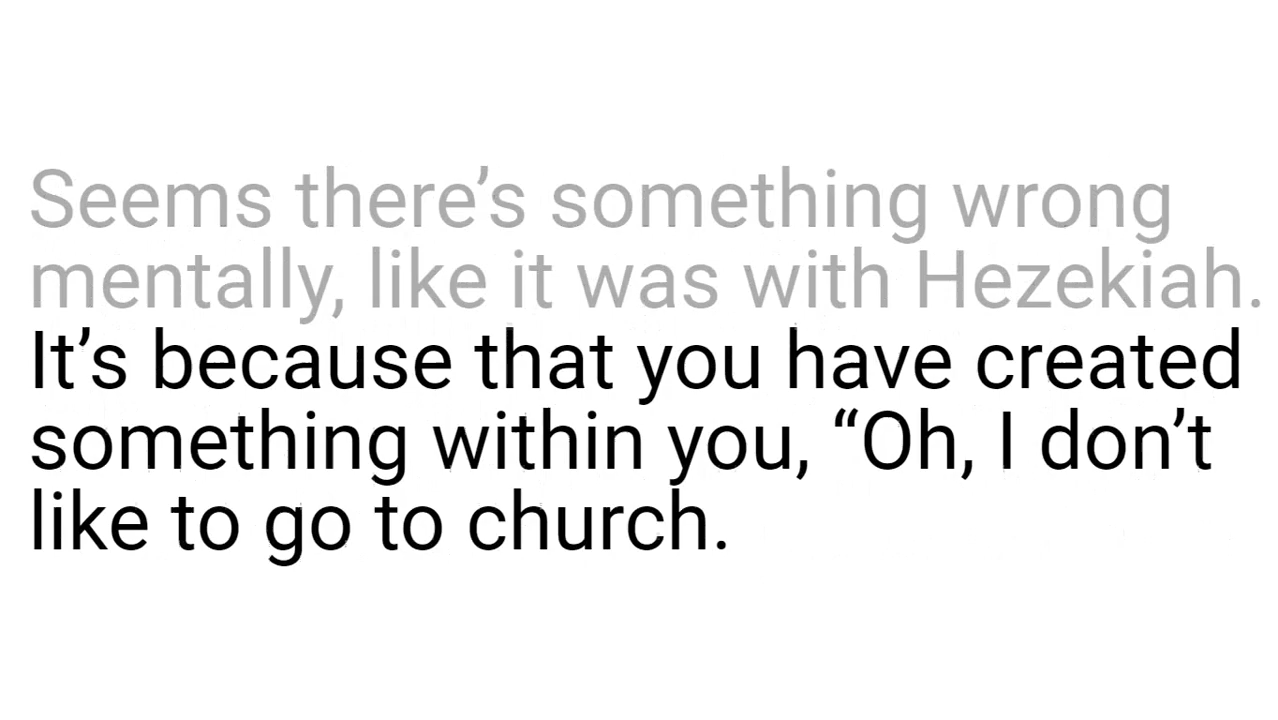 Seems there’s something wrong
mentally, like it was with Hezekiah.
It’s because that you have created
something within you, “Oh, I don’t
like to go to church.